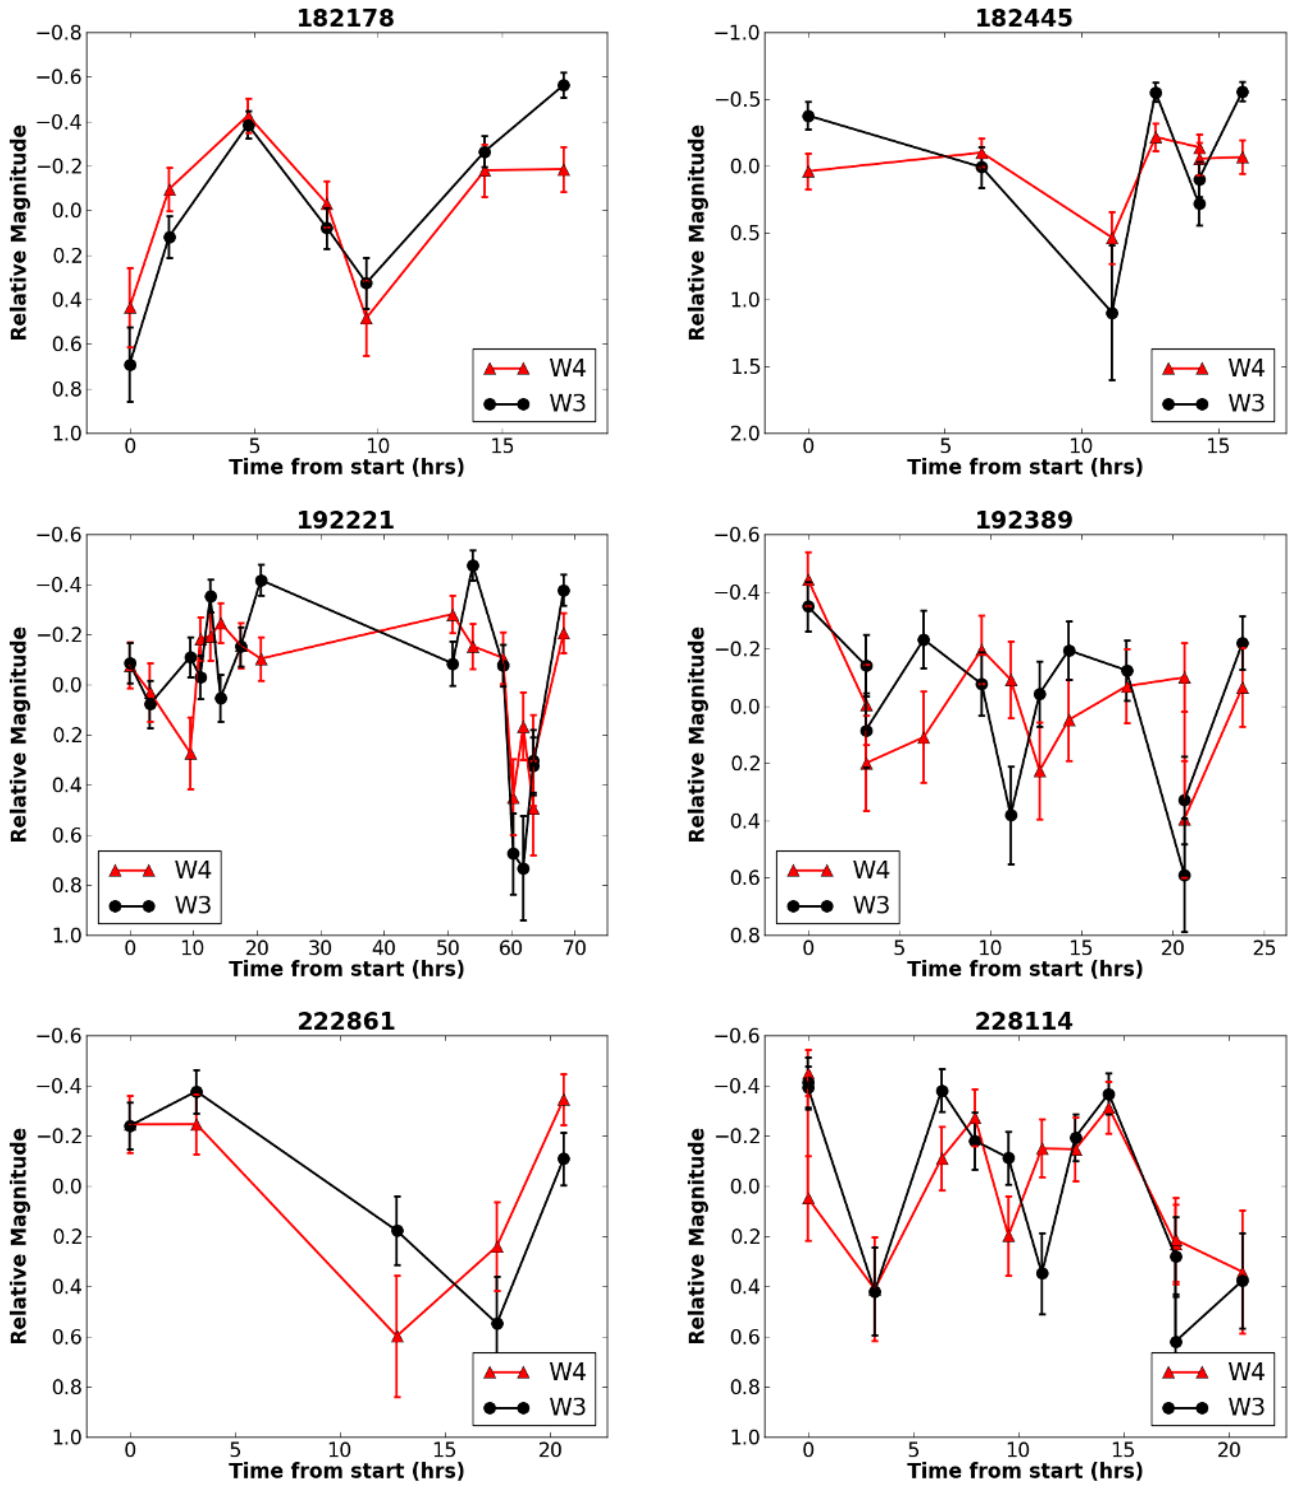 182178
−0.8
−0.6
−0.4
−0.2
0.0
0.2
0.4
0.6
0.8
1.0
Relative Magnitude
W4
W3
0 5 10 15
Time from start (hrs)
182445
−1.0
−0.5
0.0
0.5
1.0
1.5
2.0
Relative Magnitude
W4
W3
0 5 10 15
Time from start (hrs)
192221
−0.6
−0.4
−0.2
0.0
0.2
0.4
0.6
0.8
1.0
Relative Magnitude
W4
W3
0 10 20 30 40 50 60 70
Time from start (hrs)
192389
−0.6
−0.4
−0.2
0.0
0.2
0.4
0.6
0.8
Relative Magnitude
W4
W3
0 5 10 15 20 25
Time from start (hrs)
222861
−0.6
−0.4
−0.2
0.0
0.2
0.4
0.6
0.8
1.0
Relative Magnitude
W4
W3
0 5 10 15 20
Time from start (hrs)
228114
−0.6
−0.4
−0.2
0.0
0.2
0.4
0.6
0.8
1.0
Relative Magnitude
W4
W3
0 5 10 15 20
Time from start (hrs)